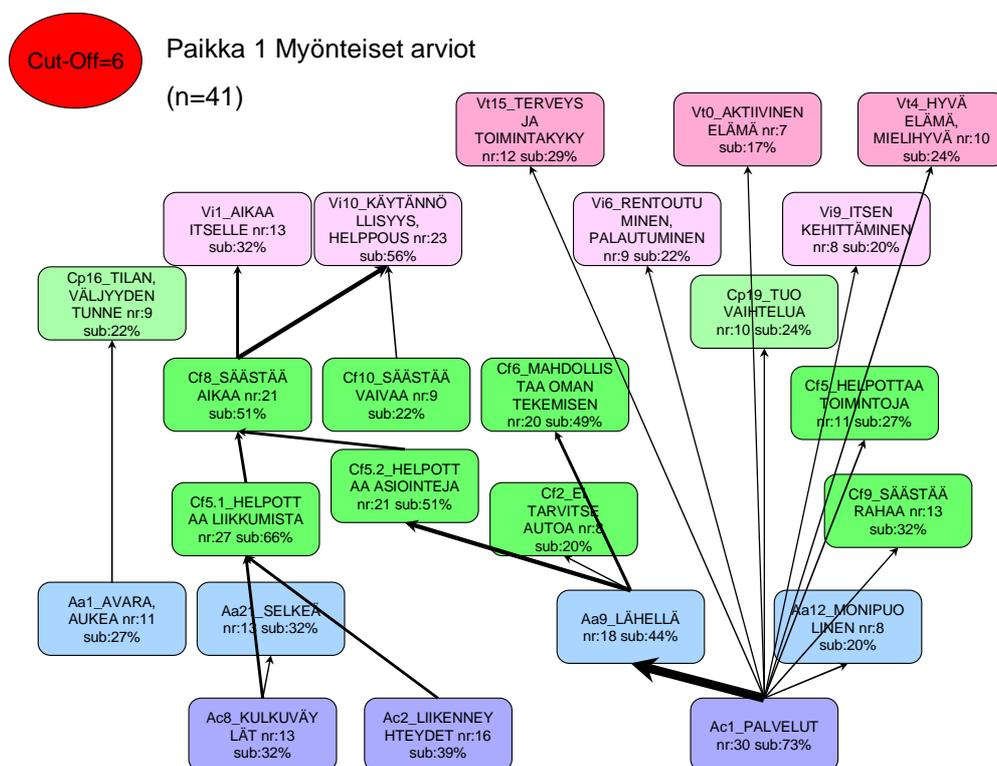 Cut-Off=6
Paikka 1 Myönteiset arviot
(n=41)
Vt15_TERVEYS
JA
TOIMINTAKYKY
nr:12 sub:29%
Vt0_AKTIIVINEN
ELÄMÄ nr:7
sub:17%
Vt4_HYVÄ
ELÄMÄ,
MIELIHYVÄ nr:10
sub:24%
Vi1_AIKAA
ITSELLE nr:13
sub:32%
Vi10_KÄYTÄNNÖ
LLISYYS,
HELPPOUS nr:23
sub:56%
Vi6_RENTOUTU
MINEN,
PALAUTUMINEN
nr:9 sub:22%
Vi9_ITSEN
KEHITTÄMINEN
nr:8 sub:20%
Cp16_TILAN,
VÄLJYYDEN
TUNNE nr:9
sub:22%
Cp19_TUO
VAIHTELUA
nr:10 sub:24%
Cf8_SÄÄSTÄÄ
AIKAA nr:21
sub:51%
Cf10_SÄÄSTÄÄ
VAIVAA nr:9
sub:22%
Cf6_MAHDOLLIS
TAA OMAN
TEKEMISEN
nr:20 sub:49%
Cf5_HELPOTTAA
TOIMINTOJA
nr:11 sub:27%
Cf5.2_HELPOTT
AA ASIOINTEJA
nr:21 sub:51%
Cf5.1_HELPOTT
AA LIIKKUMISTA
nr:27 sub:66%
Cf2_EI
TARVITSE
AUTOA nr:8
sub:20%
Cf9_SÄÄSTÄÄ
RAHAA nr:13
sub:32%
Aa1_AVARA,
AUKEA nr:11
sub:27%
Aa21_SELKEÄ
nr:13 sub:32%
Aa9_LÄHELLÄ
nr:18 sub:44%
Aa12_MONIPUO
LINEN nr:8
sub:20%
Ac8_KULKUVÄY
LÄT nr:13
sub:32%
Ac2_LIIKENNEY
HTEYDET nr:16
sub:39%
Ac1_PALVELUT
nr:30 sub:73%